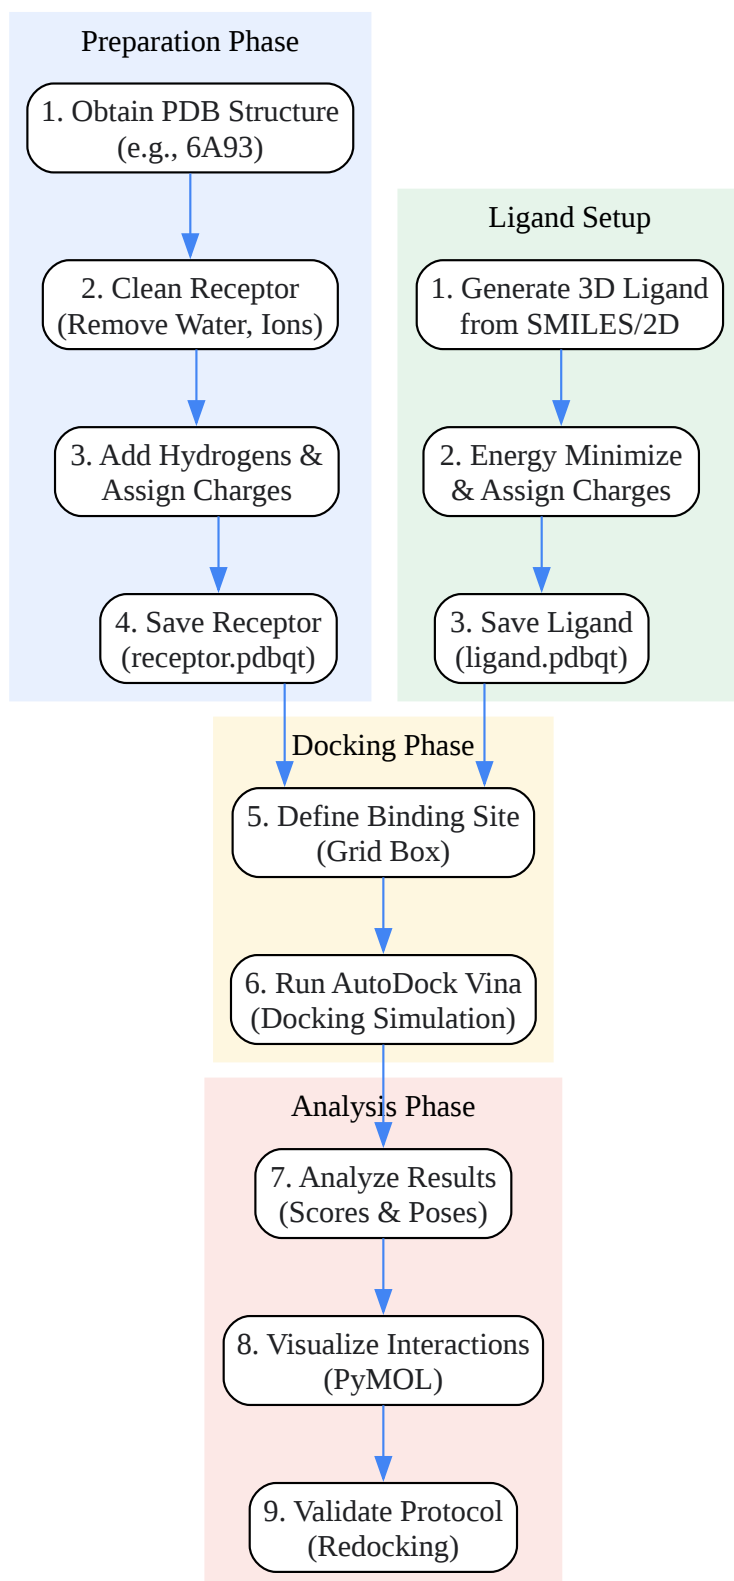 Preparation Phase
1. Obtain PDB Structure
(e.g., 6A93)
2. Clean Receptor
(Remove Water, Ions)
3. Add Hydrogens &
Assign Charges
4. Save Receptor
(receptor.pdbqt)
Ligand Setup
1. Generate 3D Ligand
from SMILES/2D
2. Energy Minimize
& Assign Charges
3. Save Ligand
(ligand.pdbqt)
Docking Phase
5. Define Binding Site
(Grid Box)
6. Run AutoDock Vina
(Docking Simulation)
Analysis Phase
7. Analyze Results
(Scores & Poses)
8. Visualize Interactions
(PyMOL)
9. Validate Protocol
(Redocking)